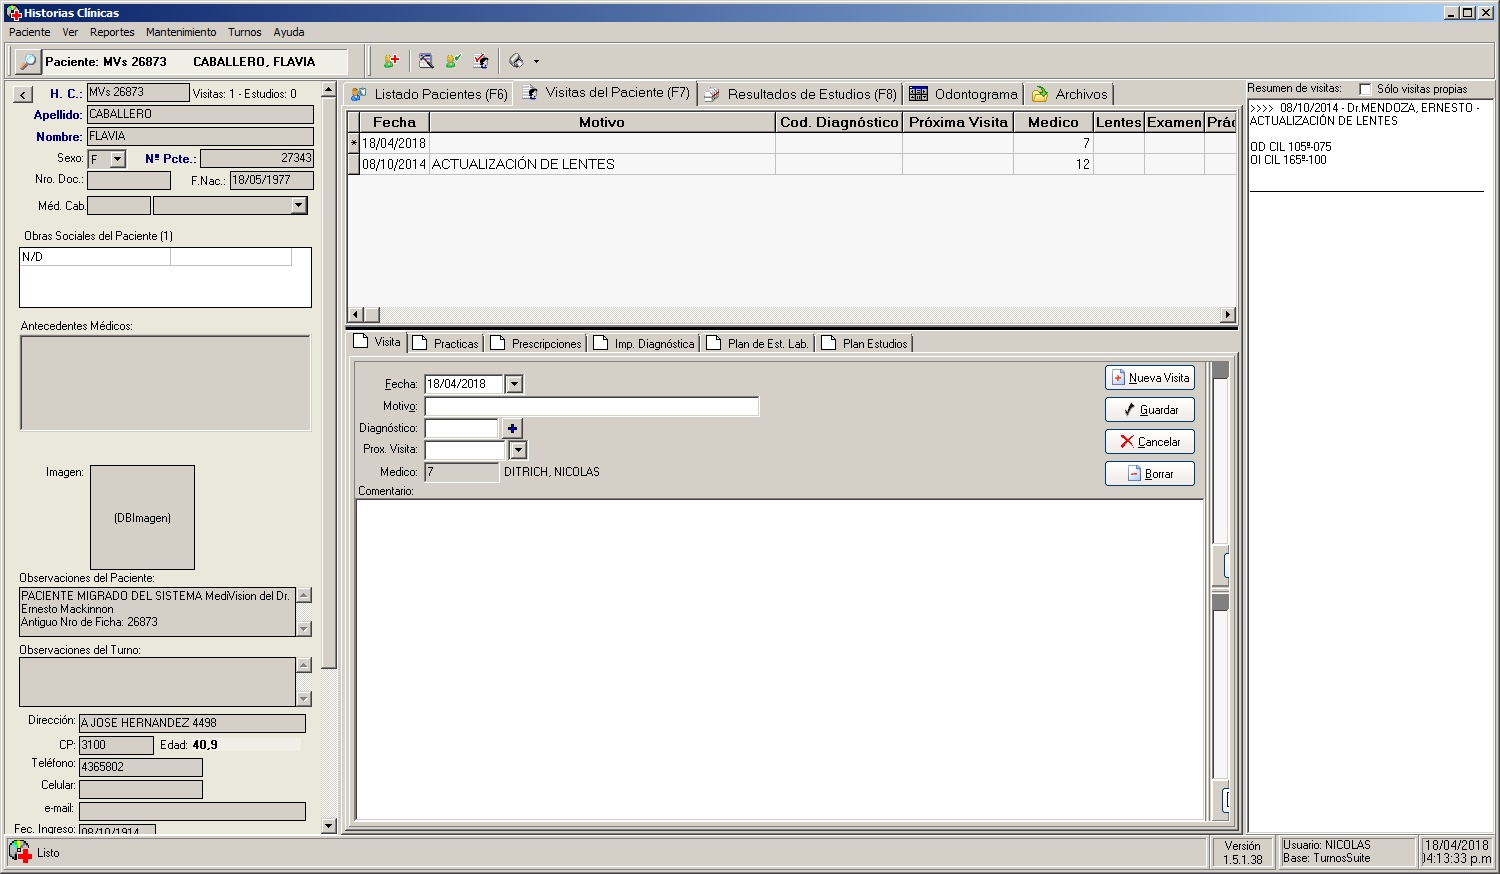 Historias Clínicas
Paciente Ver Reportes Mantenimiento Turnos Ayuda
Paciente: MVs 26873 CABALLERO, FLAVIA
<
H. C.: MVs 26873 Visitas: 1 - Estudios: 0
Apellido: CABALLERO
Nombre: FLAVIA
Sexo: F Nº Pcte.: 27343
Nro. Doc.: F.Nac.: 18/05/1977
Méd. Cab.
Obras Sociales del Paciente (1)
N/D
Antecedentes Médicos:
Imagen:
(DBImagen)
Observaciones del Paciente:
PACIENTE MIGRADO DEL SISTEMA MediVision del Dr.
Ernesto Mackinnon
Antiguo Nro de Ficha: 26873
Observaciones del Turno:
Dirección: A JOSE HERNANDEZ 4498
CP: 3100 Edad: 40,9
Teléfono: 4365802
Celular:
e-mail:
Fec. Ingreso: 08/10/1914
Listado Pacientes (F6) Visitas del Paciente (F7) Resultados de Estudios (F8) Odontograma Archivos
Fecha Motivo Cod. Diagnóstico Próxima Visita Medico Lentes Examen Prác
* 18/04/2018 7
08/10/2014 ACTUALIZACIÓN DE LENTES 12
Visita Practicas Prescripciones Imp. Diagnóstica Plan de Est. Lab. Plan Estudios
Fecha: 18/04/2018
Motivo:
Diagnóstico:
Prox. Visita:
Medico: 7 DITRICH, NICOLAS
Comentario:
Nueva Visita
Guardar
Cancelar
Borrar
Resumen de visitas: Sólo visitas propias
>>>> 08/10/2014 - Dr.MENDOZA, ERNESTO -
ACTUALIZACIÓN DE LENTES
OD CIL 105º-075
OI CIL 165º-100
Listo
Versión
1.5.1.38
Usuario: NICOLAS
Base: TurnosSuite
18/04/2018
04:13:33 p.m